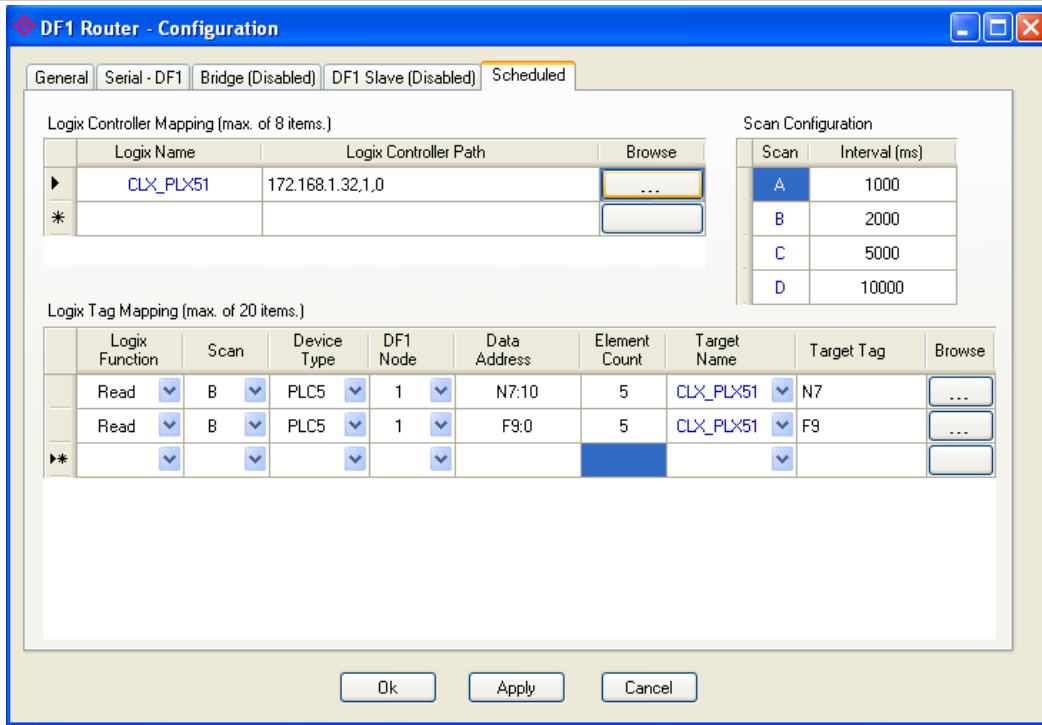 DF1 Router - Configuration
General Serial - DF1 Bridge (Disabled) DF1 Slave (Disabled) Scheduled
Logix Controller Mapping (max. of 8 items.)
Logix Name Logix Controller Path Browse
CLX_PLX51 172.168.1.32,1,0 ...
Scan Configuration
Scan Interval (ms)
A 1000
B 2000
C 5000
D 10000
Logix Tag Mapping (max. of 20 items.)
Logix Function Scan Device Type DF1 Node Data Address Element Count Target Name Target Tag Browse
Read B PLC5 1 N7:10 5 CLX_PLX51 N7 ...
Read B PLC5 1 F9:0 5 CLX_PLX51 F9 ...
Ok Apply Cancel